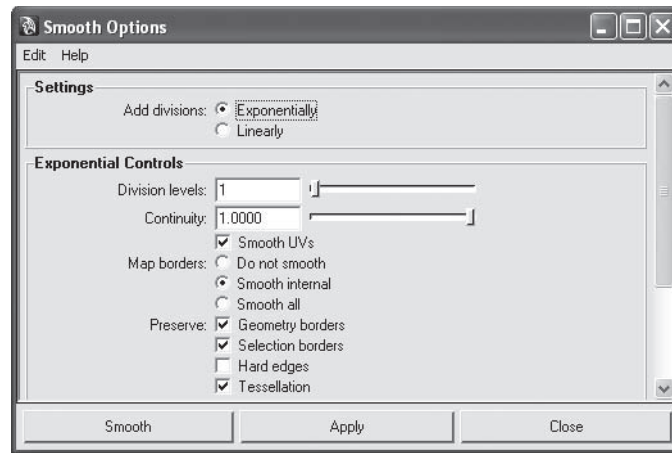 Smooth Options
Edit Help
Settings
Add divisions: Exponentially
Linearly
Exponential Controls
Division levels: 1
Continuity: 1.0000
Smooth UVs
Map borders: Do not smooth
Smooth internal
Smooth all
Preserve: Geometry borders
Selection borders
Hard edges
Tessellation
Smooth Apply Close